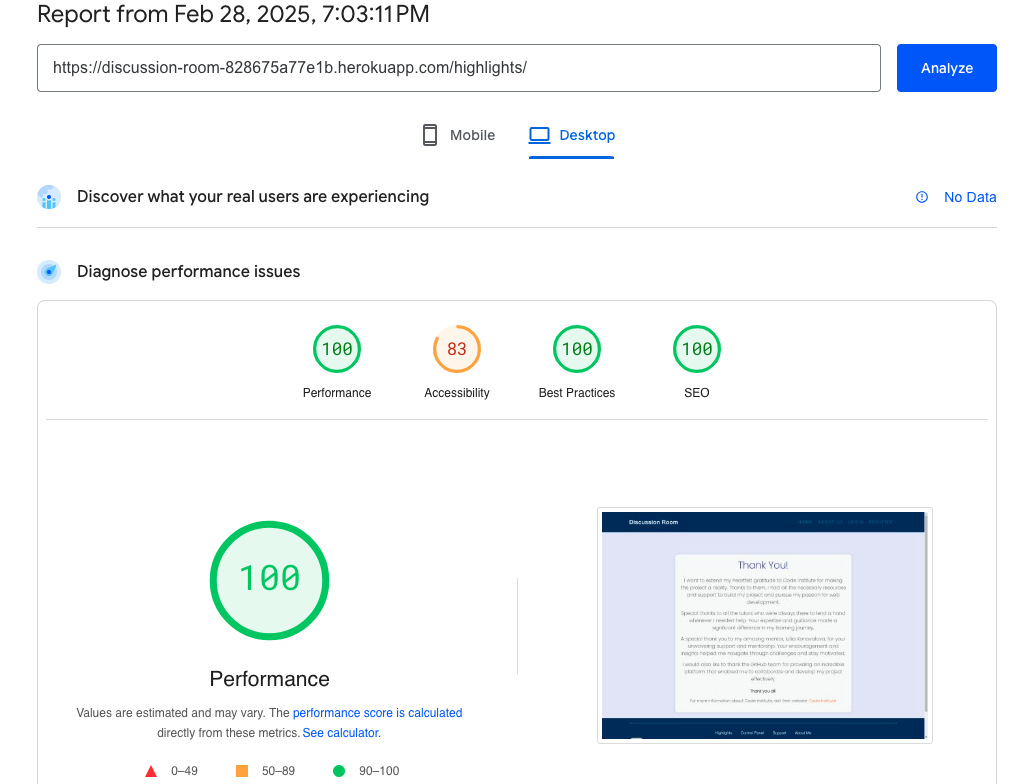 Report from Feb 28, 2025, 7:03:11 PM
https://discussion-room-828675a77e1b.herokuapp.com/highlights/
Analyze
Mobile
Desktop
Discover what your real users are experiencing
No Data
Diagnose performance issues
100
83
100
100
Performance
Accessibility
Best Practices
SEO
100
Performance
Values are estimated and may vary. The performance score is calculated
directly from these metrics. See calculator.
0–49
50–89
90–100
Discussion Room
HOME ABOUT US LOGIN REGISTER
Thank You!
I want to extend my heartfelt gratitude to Code Institute for making
the project a reality. Thanks to them, I had all the necessary resources
and support to build my project and pursue my passion for web
development.
Special thanks to all the tutors who were always there to lend a hand
whenever I needed help. Your expertise and guidance made a
significant difference in my learning journey.
A special thank you to my amazing mentor, for your
unwavering support and mentorship. Your encouragement and
insights helped me navigate through challenges and stay motivated.
I would also like to thank the GitHub team for providing an incredible
platform that enabled me to collaborate and develop my project
effectively.
Thank you all!
For more information about Code Institute, visit their website: Code Institute
Highlights
Control Panel
Support
About Me